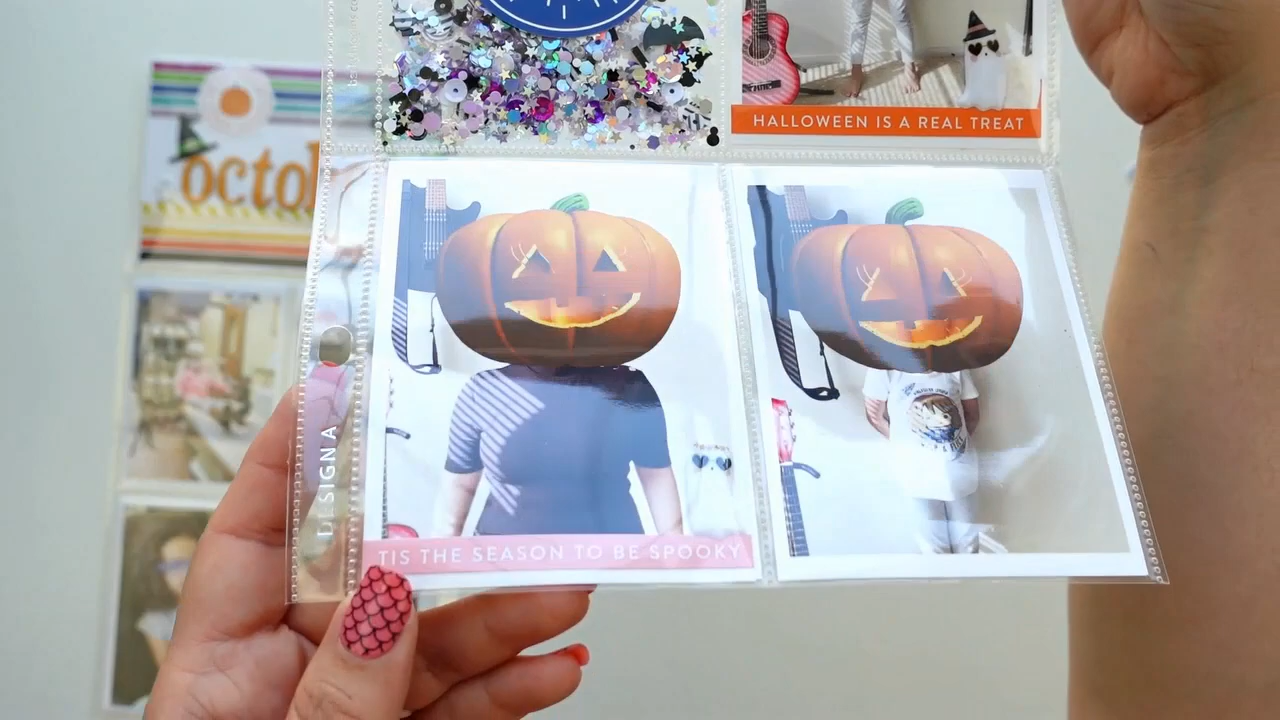 HALLOWEEN IS A REAL TREAT
octo
TIS THE SEASON TO BE SPOOKY
DESIGN A